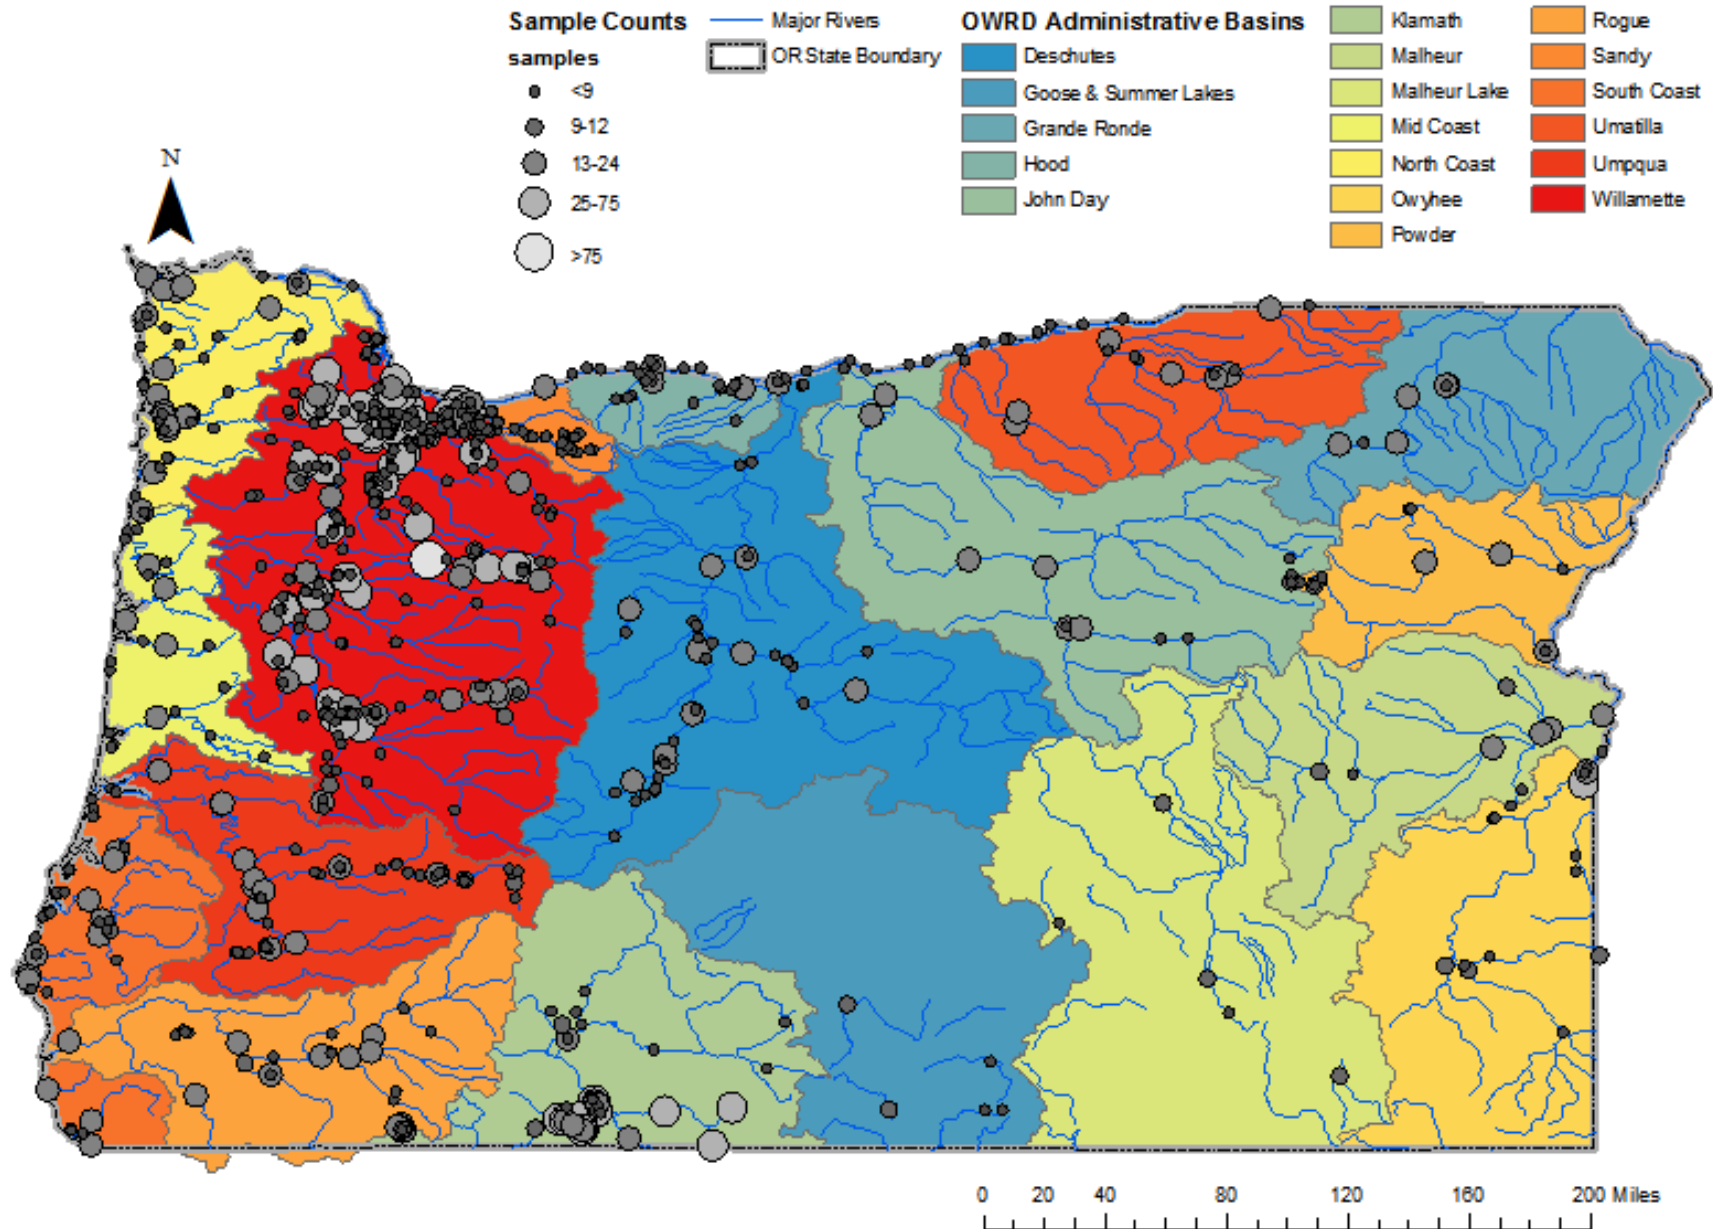 Sample Counts
samples
<9
9-12
13-24
25-75
>75
Major Rivers
OR State Boundary
OWRD Administrative Basins
Deschutes
Goose & Summer Lakes
Grande Ronde
Hood
John Day
Klamath
Malheur
Malheur Lake
Mid Coast
North Coast
Owyhee
Powder
Rogue
Sandy
South Coast
Umatilla
Umpqua
Willamette
N
0 20 40 80 120 160 200 Miles